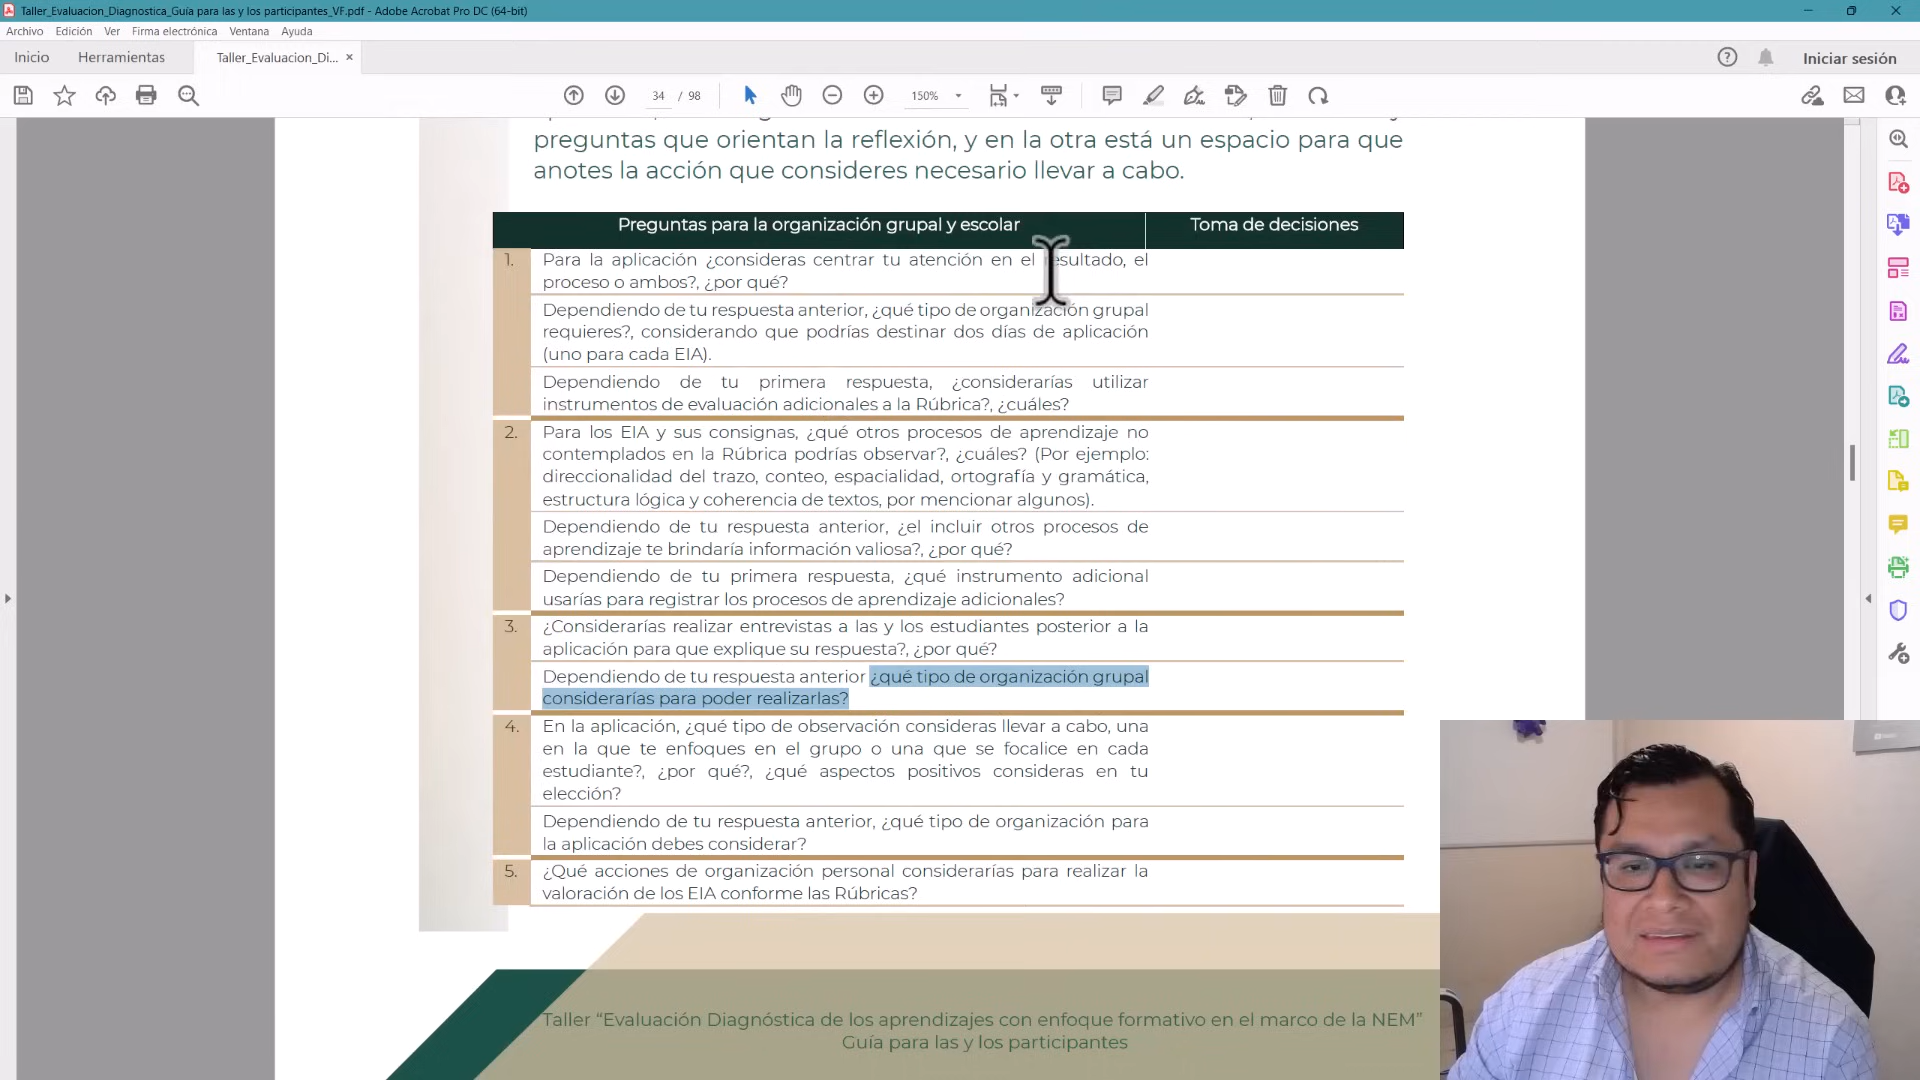 Taller_Evaluacion_Diagnostica_Guía para las y los participantes_VF.pdf - Adobe Acrobat Pro DC (64-bit)
Archivo Edición Ver Firma electrónica Ventana Ayuda
Inicio Herramientas Taller_Evaluacion_Di... × Iniciar sesión
34 / 98 150%
preguntas que orientan la reflexión, y en la otra está un espacio para que
anotes la acción que consideres necesario llevar a cabo.
Preguntas para la organización grupal y escolar Toma de decisiones
1. Para la aplicación ¿consideras centrar tu atención en el resultado, el
proceso o ambos?, ¿por qué?
Dependiendo de tu respuesta anterior, ¿qué tipo de organización grupal
requieres?, considerando que podrías destinar dos días de aplicación
(uno para cada EIA).
Dependiendo de tu primera respuesta, ¿considerarías utilizar
instrumentos de evaluación adicionales a la Rúbrica?, ¿cuáles?
2. Para los EIA y sus consignas, ¿qué otros procesos de aprendizaje no
contemplados en la Rúbrica podrías observar?, ¿cuáles? (Por ejemplo:
direccionalidad del trazo, conteo, espacialidad, ortografía y gramática,
estructura lógica y coherencia de textos, por mencionar algunos).
Dependiendo de tu respuesta anterior, ¿el incluir otros procesos de
aprendizaje te brindaría información valiosa?, ¿por qué?
Dependiendo de tu primera respuesta, ¿qué instrumento adicional
usarías para registrar los procesos de aprendizaje adicionales?
3. ¿Considerarías realizar entrevistas a las y los estudiantes posterior a la
aplicación para que explique su respuesta?, ¿por qué?
Dependiendo de tu respuesta anterior ¿qué tipo de organización grupal
considerarías para poder realizarlas?
4. En la aplicación, ¿qué tipo de observación consideras llevar a cabo, una
en la que te enfoques en el grupo o una que se focalice en cada
estudiante?, ¿por qué?, ¿qué aspectos positivos consideras en tu
elección?
Dependiendo de tu respuesta anterior, ¿qué tipo de organización para
la aplicación debes considerar?
5. ¿Qué acciones de organización personal considerarías para realizar la
valoración de los EIA conforme las Rúbricas?
Taller “Evaluación Diagnóstica de los aprendizajes con enfoque formativo en el marco de la NEM”
Guía para las y los participantes